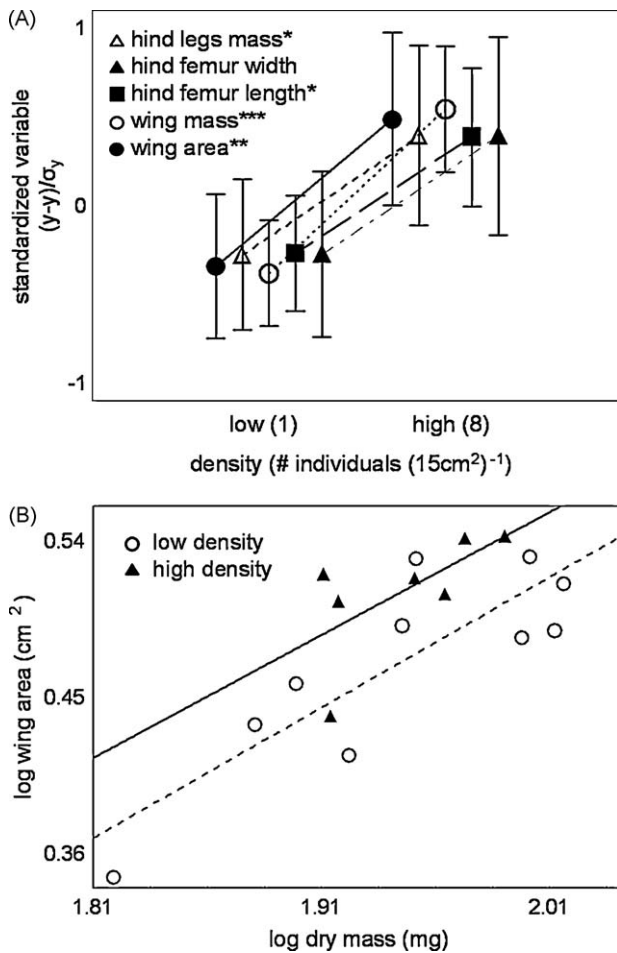 (A)
1
hind legs mass*
hind femur width
hind femur length*
wing mass***
wing area**
standardized variable
(y-y)/σy
0
-1
low (1)
high (8)
density (# individuals (15cm²)⁻¹)
(B)
0.54
low density
high density
log wing area (cm²)
0.45
0.36
1.81
1.91
2.01
log dry mass (mg)